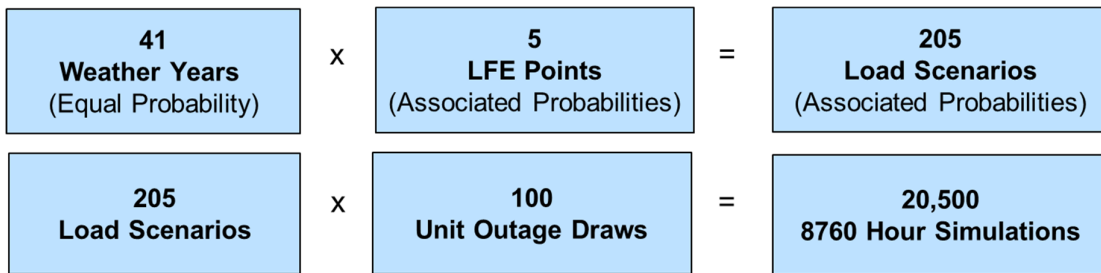 41
Weather Years
(Equal Probability)
x
5
LFE Points
(Associated Probabilities)
=
205
Load Scenarios
(Associated Probabilities)
205
Load Scenarios
x
100
Unit Outage Draws
=
20,500
8760 Hour Simulations